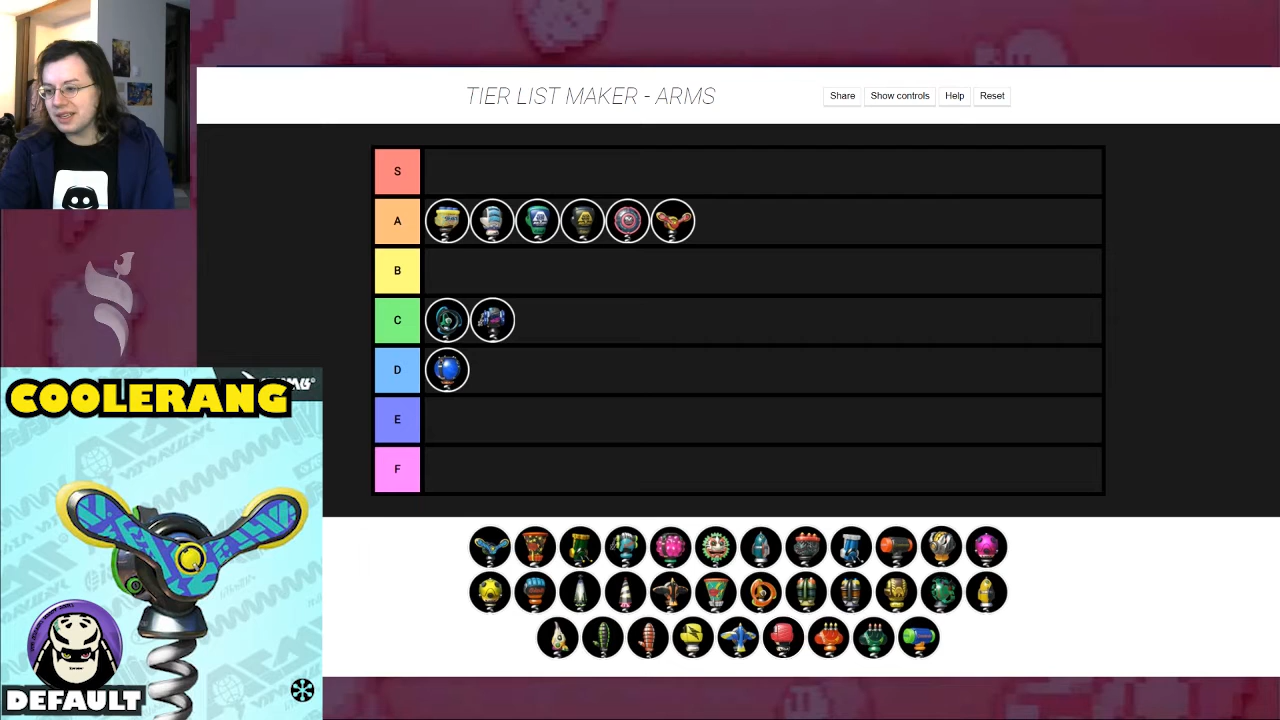 TIER LIST MAKER - ARMS
Share
Show controls
Help
Reset
S
A
B
C
D
E
F
COOLERANG
DEFAULT